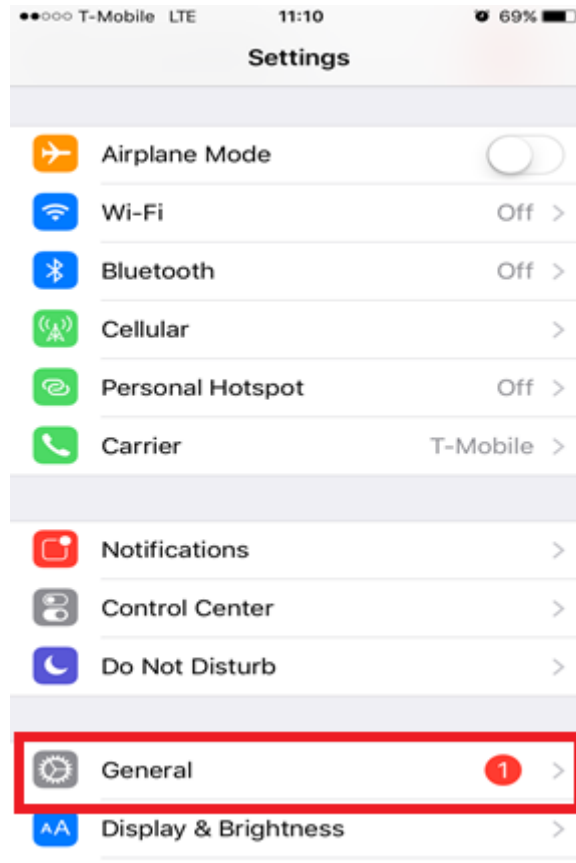 T-Mobile LTE 11:10 69%
Settings
Airplane Mode
Wi-Fi Off
Bluetooth Off
Cellular
Personal Hotspot Off
Carrier T-Mobile
Notifications
Control Center
Do Not Disturb
General 1
AA Display & Brightness